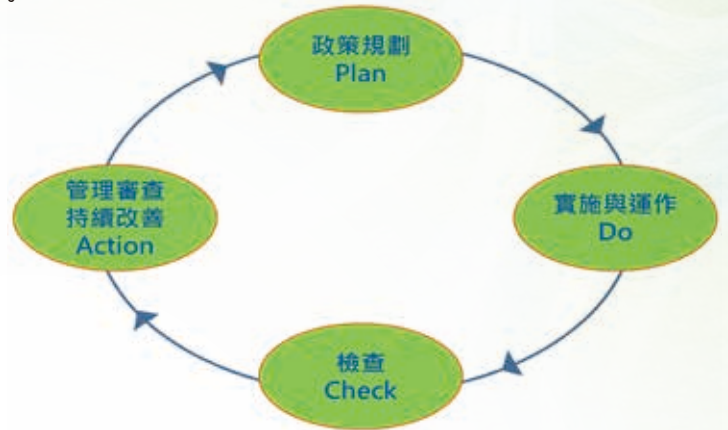 政策規劃
Plan
實施與運作
Do
檢查
Check
管理審查
持續改善
Action